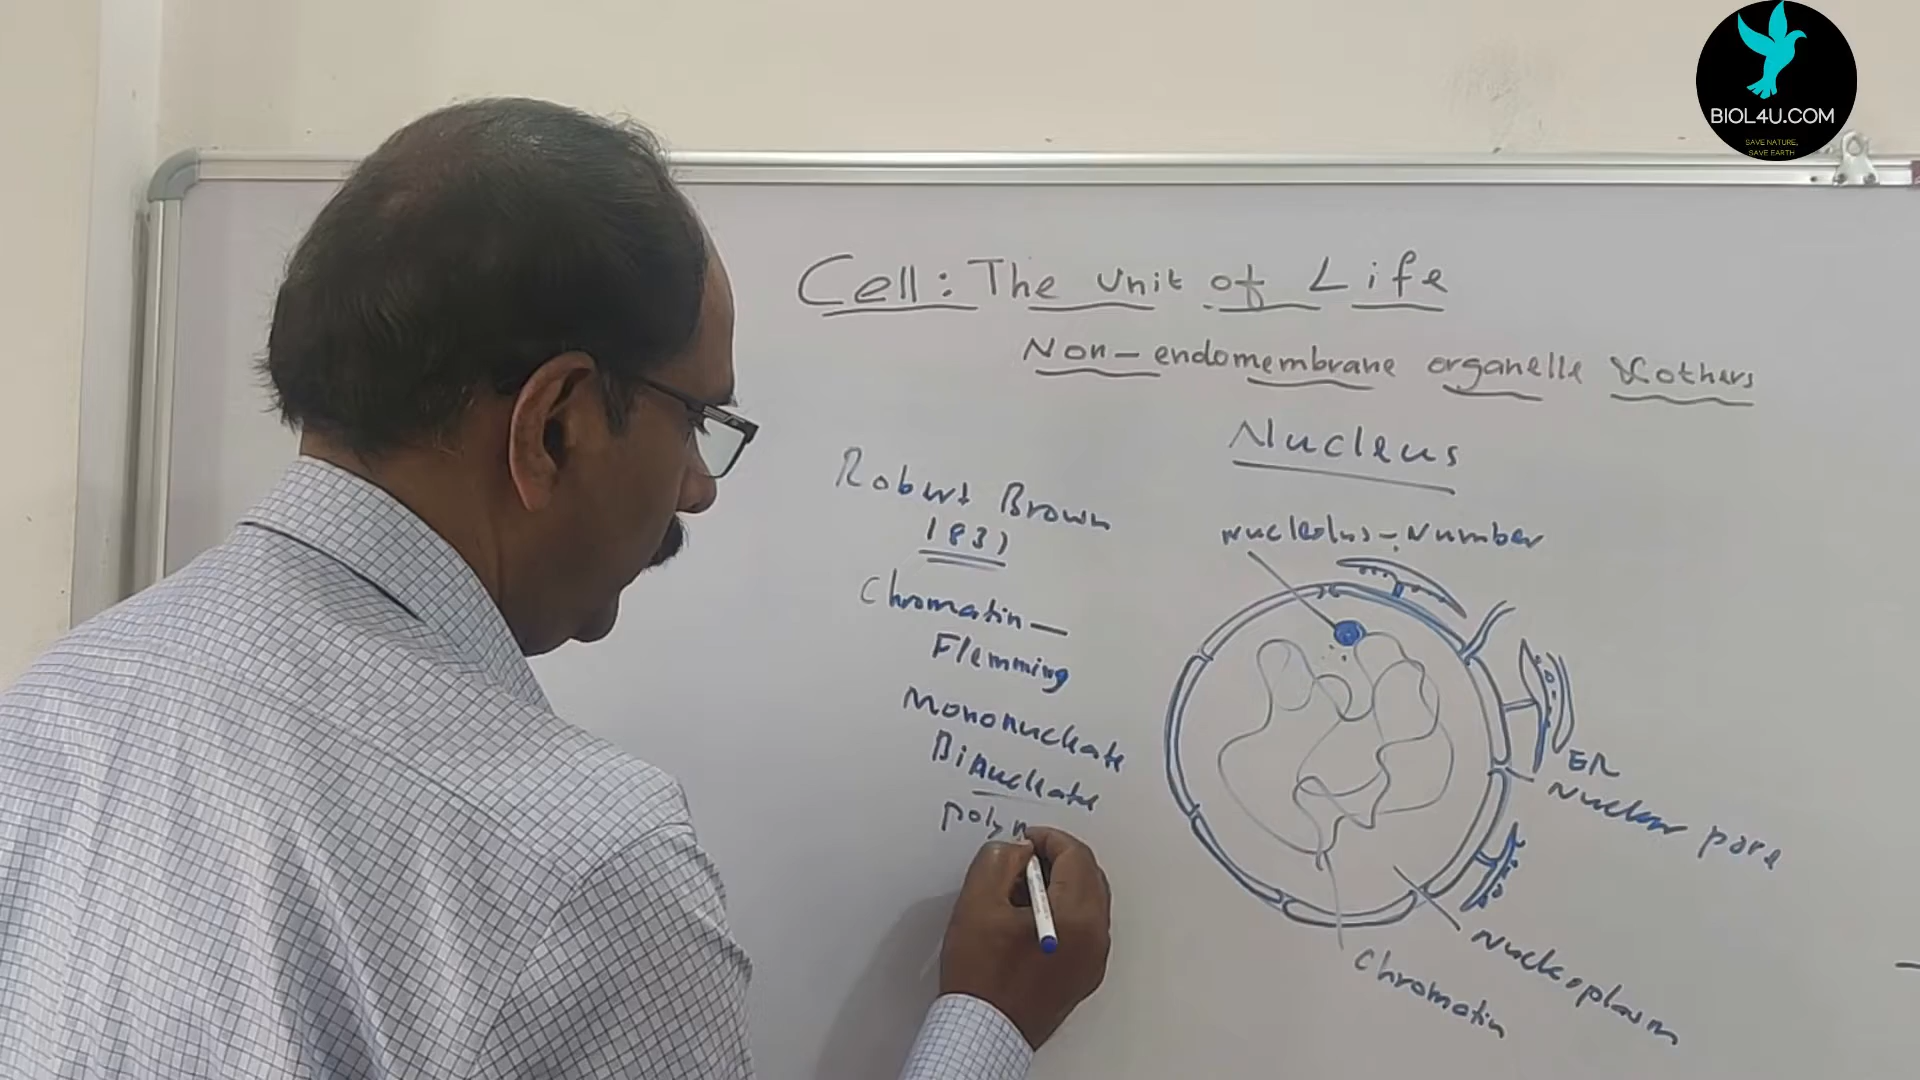 BIOL4U.COM
SAVE NATURE,
SAVE EARTH
Cell: The Unit of Life
Non-endomembrane organelle & others
Nucleus
Robert Brown
1831
Chromatin —
Flemming
Mononucleate
Binucleate
polyn
Nucleolus - Number
ER
Nuclear pore
Nucleoplasm
Chromatin